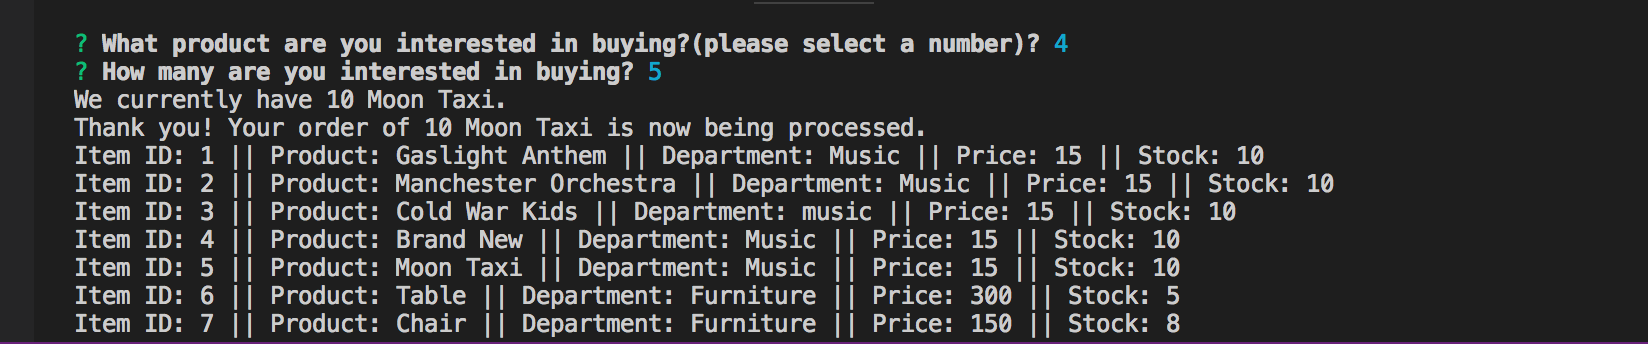 ? What product are you interested in buying?(please select a number)? 4
? How many are you interested in buying? 5
We currently have 10 Moon Taxi.
Thank you! Your order of 10 Moon Taxi is now being processed.
Item ID: 1 || Product: Gaslight Anthem || Department: Music || Price: 15 || Stock: 10
Item ID: 2 || Product: Manchester Orchestra || Department: Music || Price: 15 || Stock: 10
Item ID: 3 || Product: Cold War Kids || Department: music || Price: 15 || Stock: 10
Item ID: 4 || Product: Brand New || Department: Music || Price: 15 || Stock: 10
Item ID: 5 || Product: Moon Taxi || Department: Music || Price: 15 || Stock: 10
Item ID: 6 || Product: Table || Department: Furniture || Price: 300 || Stock: 5
Item ID: 7 || Product: Chair || Department: Furniture || Price: 150 || Stock: 8